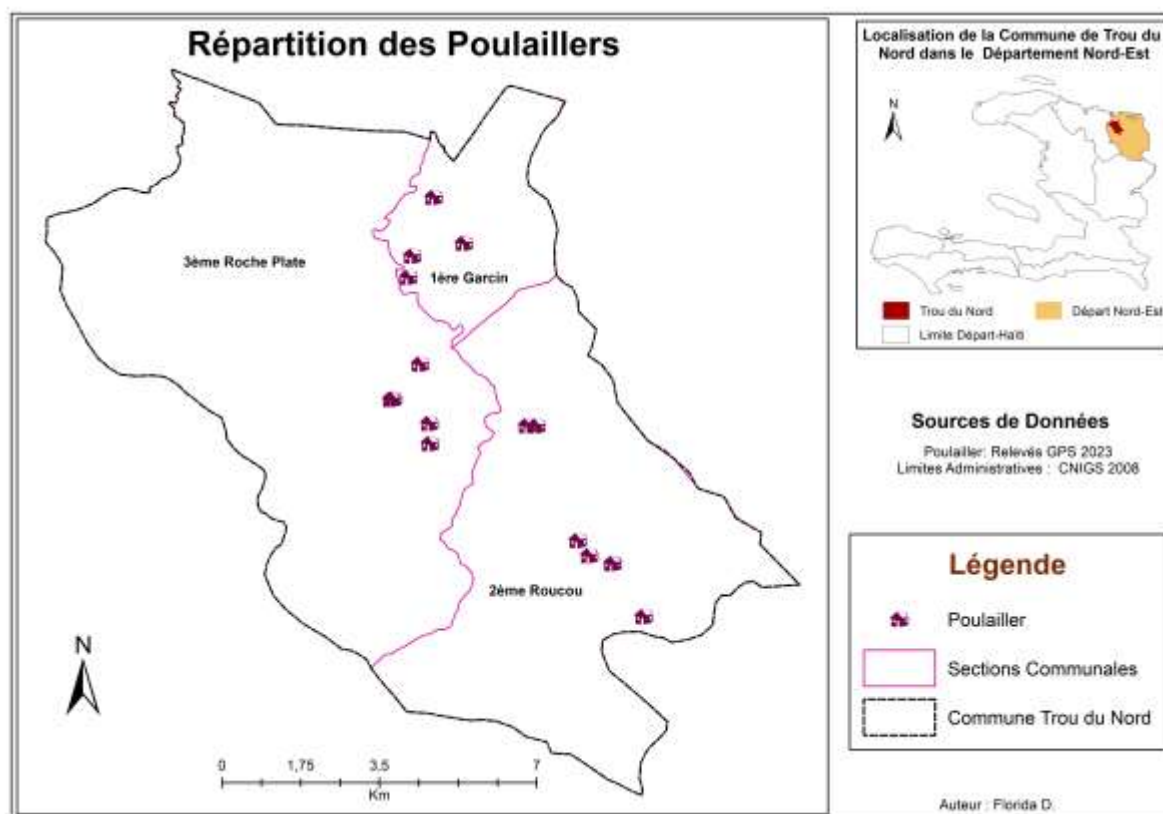 Répartition des Poulaillers
3ème Roche Plate
1ère Garcin
2ème Roucou
N
0 1,75 3,5 7
Km
Localisation de la Commune de Trou du
Nord dans le Département Nord-Est
N
Trou du Nord
Départ Nord-Est
Limite Départ-Haïti
Sources de Données
Poulailler: Relevés GPS 2023
Limites Administratives : CNIGS 2008
Légende
Poulailler
Sections Communales
Commune Trou du Nord
Auteur : Florida D.